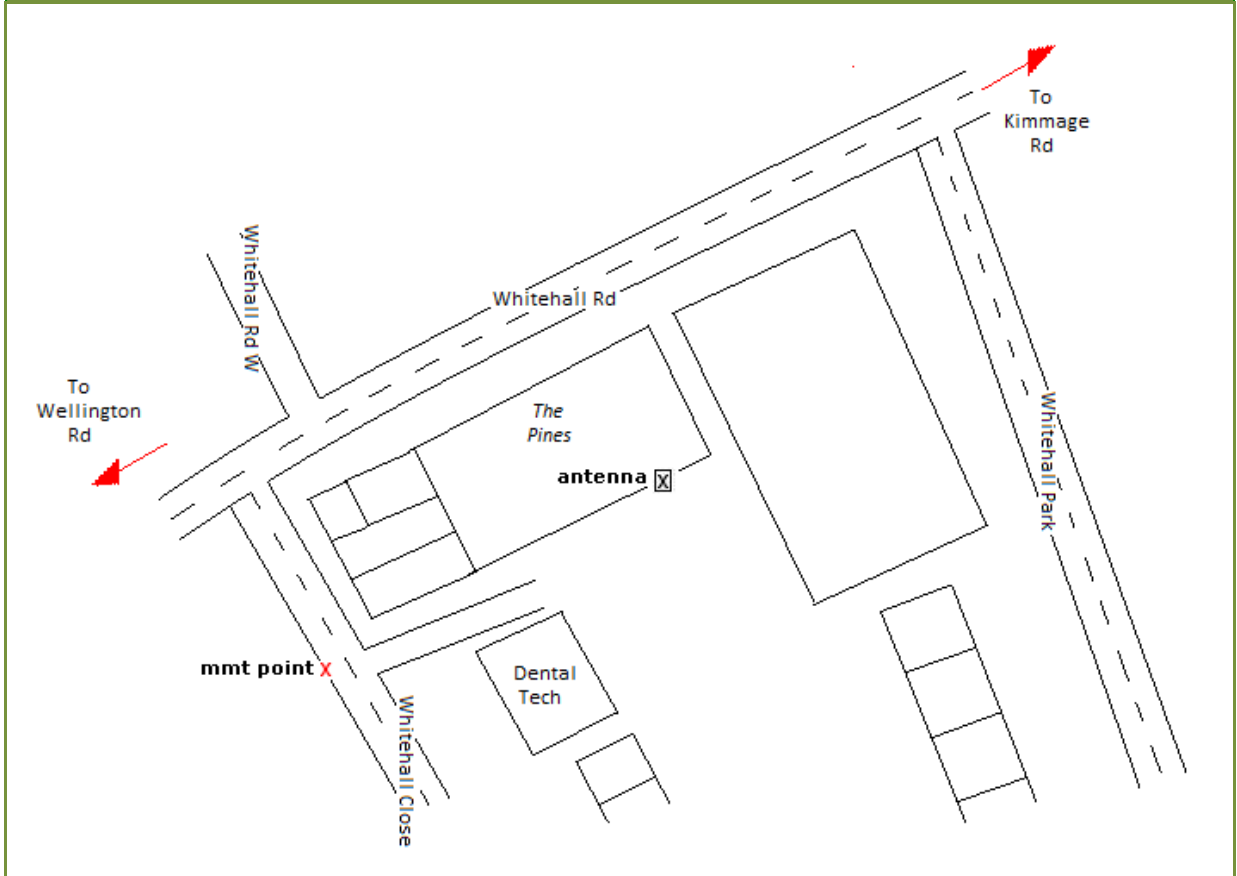 To
Kimmage
Rd
Whitehall Rd W
Whitehall Rd
To
Wellington
Rd
The
Pines
Whitehall Park
antenna X
mmt point X
Dental
Tech
Whitehall Close